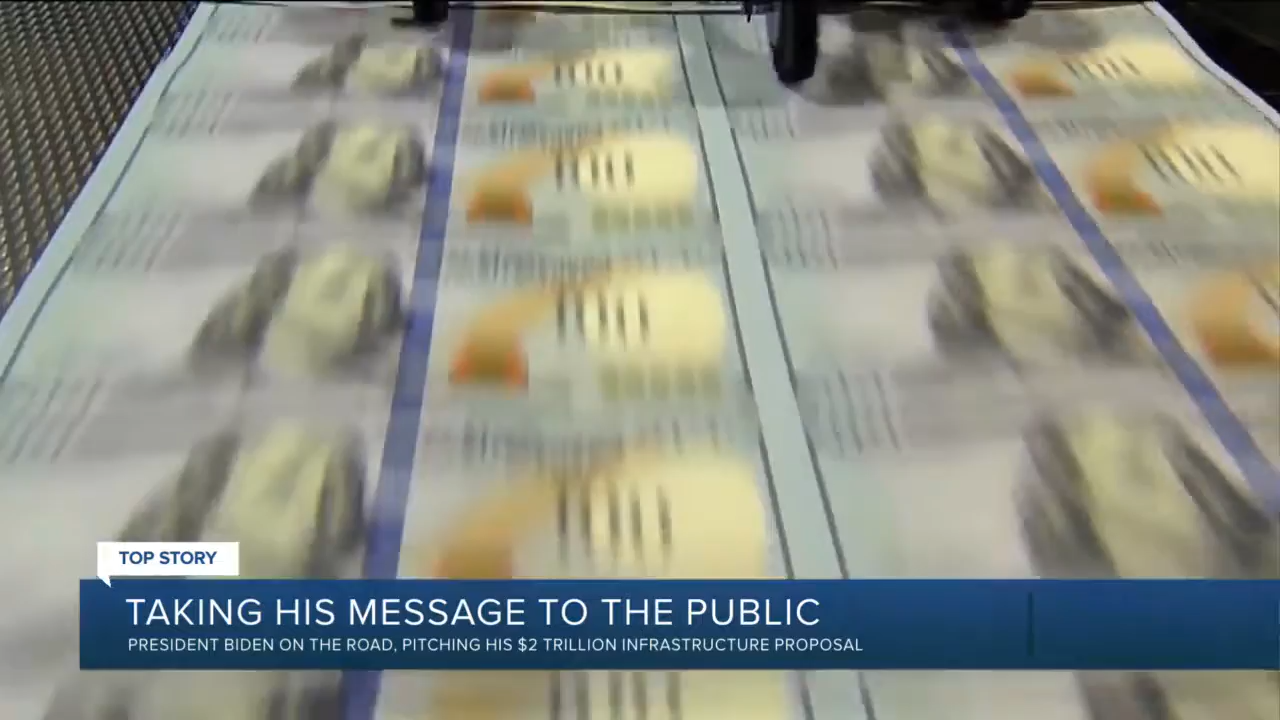 TOP STORY
TAKING HIS MESSAGE TO THE PUBLIC
PRESIDENT BIDEN ON THE ROAD, PITCHING HIS $2 TRILLION INFRASTRUCTURE PROPOSAL